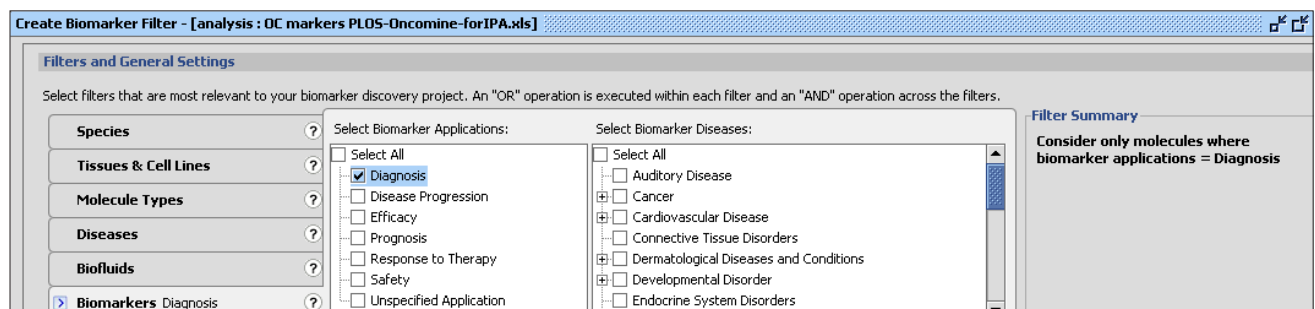 Create Biomarker Filter - [analysis : OC markers PLOS-Oncomine-forIPA.xls]
Filters and General Settings
Select filters that are most relevant to your biomarker discovery project. An "OR" operation is executed within each filter and an "AND" operation across the filters.
Species ?
Tissues & Cell Lines ?
Molecule Types ?
Diseases ?
Biofluids ?
Biomarkers Diagnosis ?
Select Biomarker Applications:
Select All
Diagnosis
Disease Progression
Efficacy
Prognosis
Response to Therapy
Safety
Unspecified Application
Select Biomarker Diseases:
Select All
Auditory Disease
Cancer
Cardiovascular Disease
Connective Tissue Disorders
Dermatological Diseases and Conditions
Developmental Disorder
Endocrine System Disorders
Filter Summary
Consider only molecules where
biomarker applications = Diagnosis